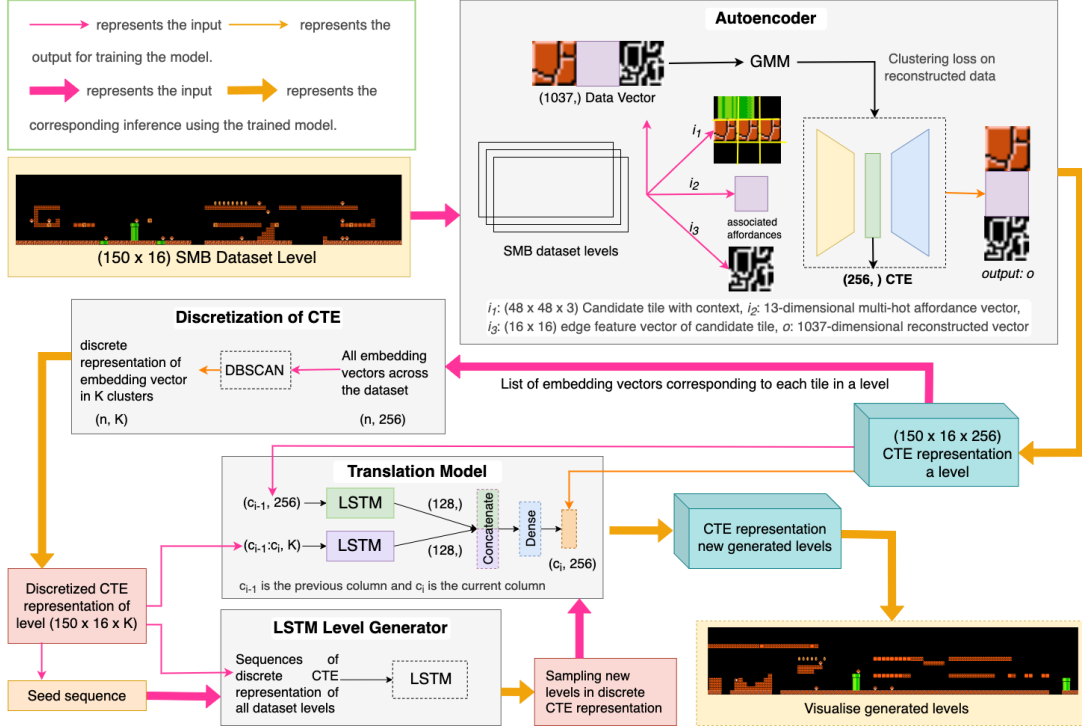 represents the input
represents the
output for training the model.
represents the input
represents the
corresponding inference using the trained model.
(150 x 16) SMB Dataset Level
Autoencoder
(1037,) Data Vector
GMM
Clustering loss on
reconstructed data
i1
i2
i3
associated
affordances
SMB dataset levels
(256, ) CTE
output: o
i1: (48 x 48 x 3) Candidate tile with context, i2: 13-dimensional multi-hot affordance vector,
i3: (16 x 16) edge feature vector of candidate tile, o: 1037-dimensional reconstructed vector
Discretization of CTE
discrete
representation of
embedding vector
in K clusters
(n, K)
DBSCAN
All embedding
vectors across
the dataset
(n, 256)
List of embedding vectors corresponding to each tile in a level
(150 x 16 x 256)
CTE representation
a level
Translation Model
(ci-1, 256)
LSTM
(128,)
(ci-1:ci, K)
LSTM
(128,)
Concatenate
Dense
(ci, 256)
ci-1 is the previous column and ci is the current column
CTE representation
new generated levels
Discretized CTE
representation of
level (150 x 16 x K)
Seed sequence
LSTM Level Generator
Sequences of
discrete CTE
representation of
all dataset levels
LSTM
Sampling new
levels in discrete
CTE representation
Visualise generated levels